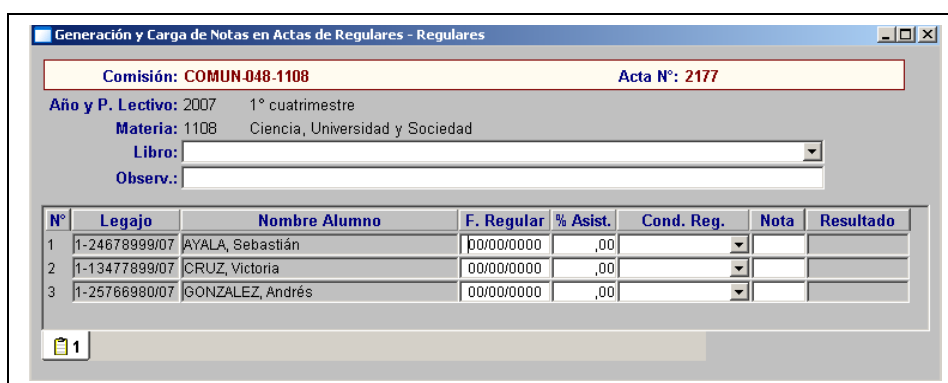 Generación y Carga de Notas en Actas de Regulares - Regulares
Comisión: COMUN-048-1108 Acta N°: 2177
Año y P. Lectivo: 2007 1° cuatrimestre
Materia: 1108 Ciencia, Universidad y Sociedad
Libro:
Observ.:
N° Legajo Nombre Alumno F. Regular % Asist. Cond. Reg. Nota Resultado
1 1-24678999/07 AYALA, Sebastián 00/00/0000 ,00
2 1-13477899/07 CRUZ, Victoria 00/00/0000 ,00
3 1-25766980/07 GONZALEZ, Andrés 00/00/0000 ,00
1